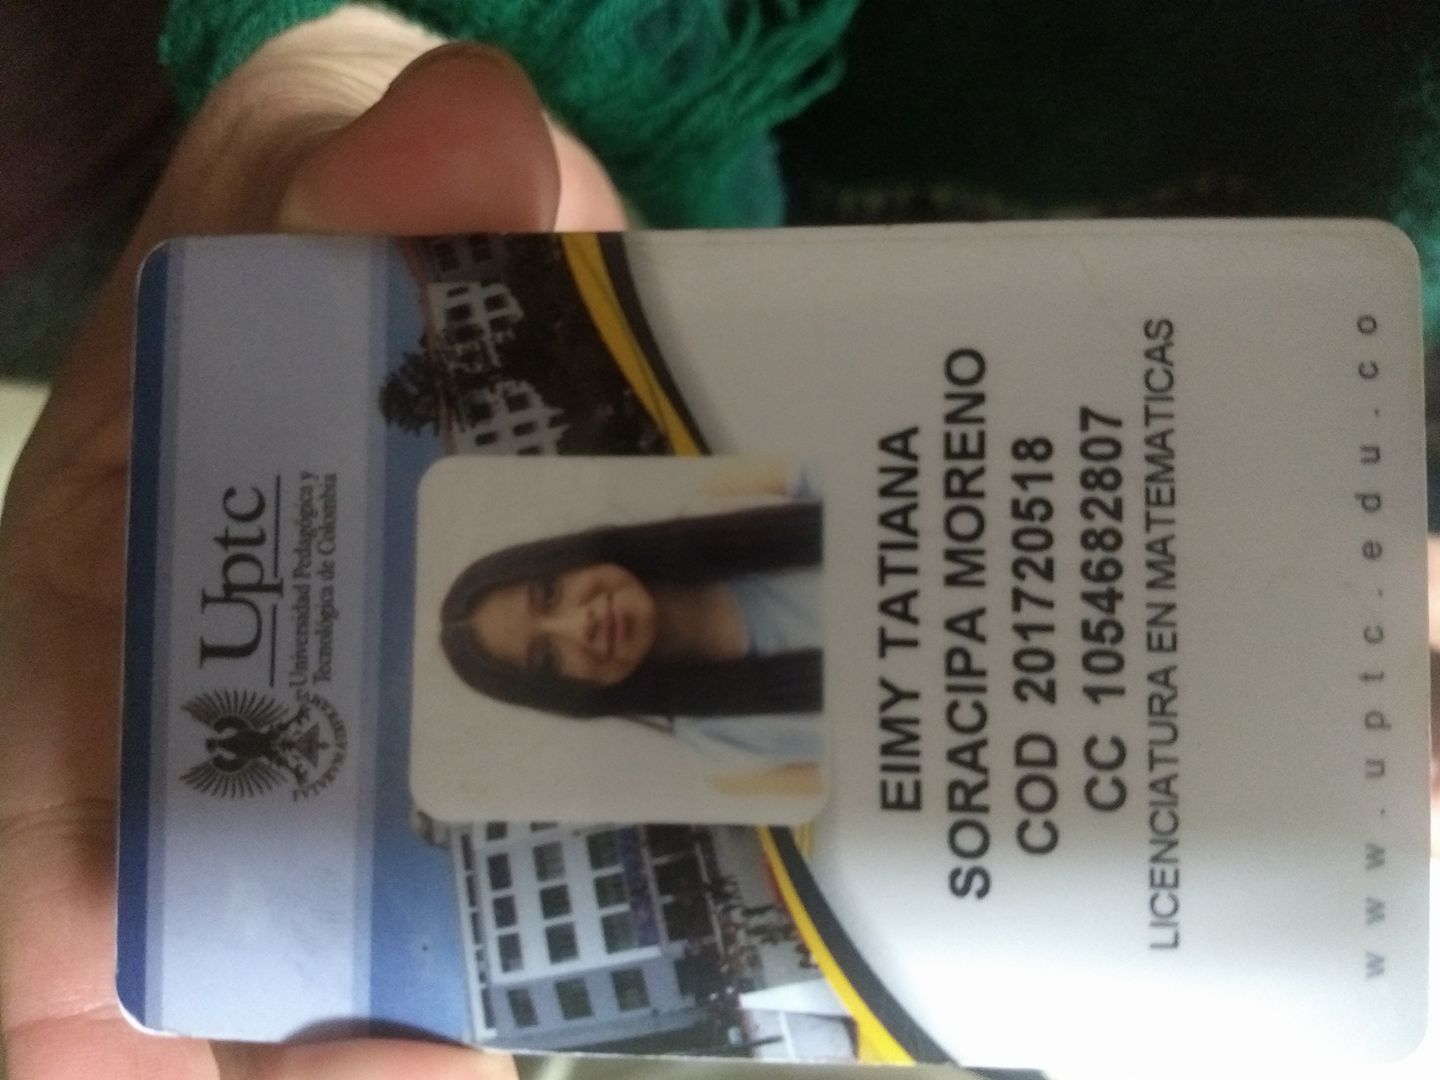 Uptc
Universidad Pedagógica y
Tecnológica de Colombia
EIMY TATIANA
SORACIPA MORENO
COD 201720518
CC 1054682807
LICENCIATURA EN MATEMATICAS
www.uptc.edu.co